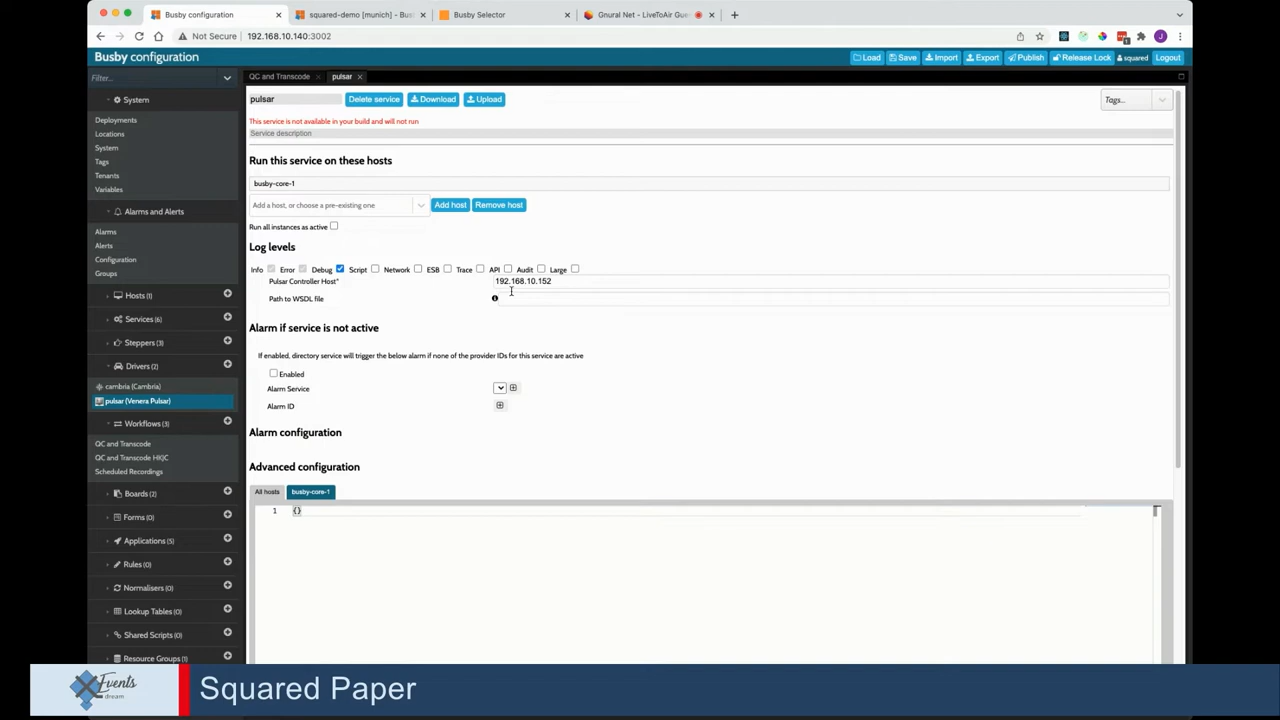 Busby configuration
squared-demo [munich] - Bus
Busby Selector
Gnural Net - LiveToAir Gue
Not Secure 192.168.10.140:3002
Busby configuration
Load Save Import Export Publish Release Lock squared Logout
Filter...
QC and Transcode
pulsar
System
Deployments
Locations
System
Tags
Tenants
Variables
Alarms and Alerts
Alarms
Alerts
Configuration
Groups
Hosts (1)
Services (6)
Steppers (3)
Drivers (2)
cambria (Cambria)
pulsar (Venera Pulsar)
Workflows (3)
QC and Transcode
QC and Transcode HKJC
Scheduled Recordings
Boards (2)
Forms (0)
Applications (5)
Rules (0)
Normalisers (0)
Lookup Tables (0)
Shared Scripts (0)
Resource Groups (1)
pulsar Delete service Download Upload
Tags...
This service is not available in your build and will not run
Service description
Run this service on these hosts
busby-core-1
Add a host, or choose a pre-existing one Add host Remove host
Run all instances as active
Log levels
Info Error Debug Script Network ESB Trace API Audit Large
Pulsar Controller Host* 192.168.10.152
Path to WSDL file
Alarm if service is not active
If enabled, directory service will trigger the below alarm if none of the provider IDs for this service are active
Enabled
Alarm Service
Alarm ID
Alarm configuration
Advanced configuration
All hosts busby-core-1
1 {}
Events
dream
Squared Paper